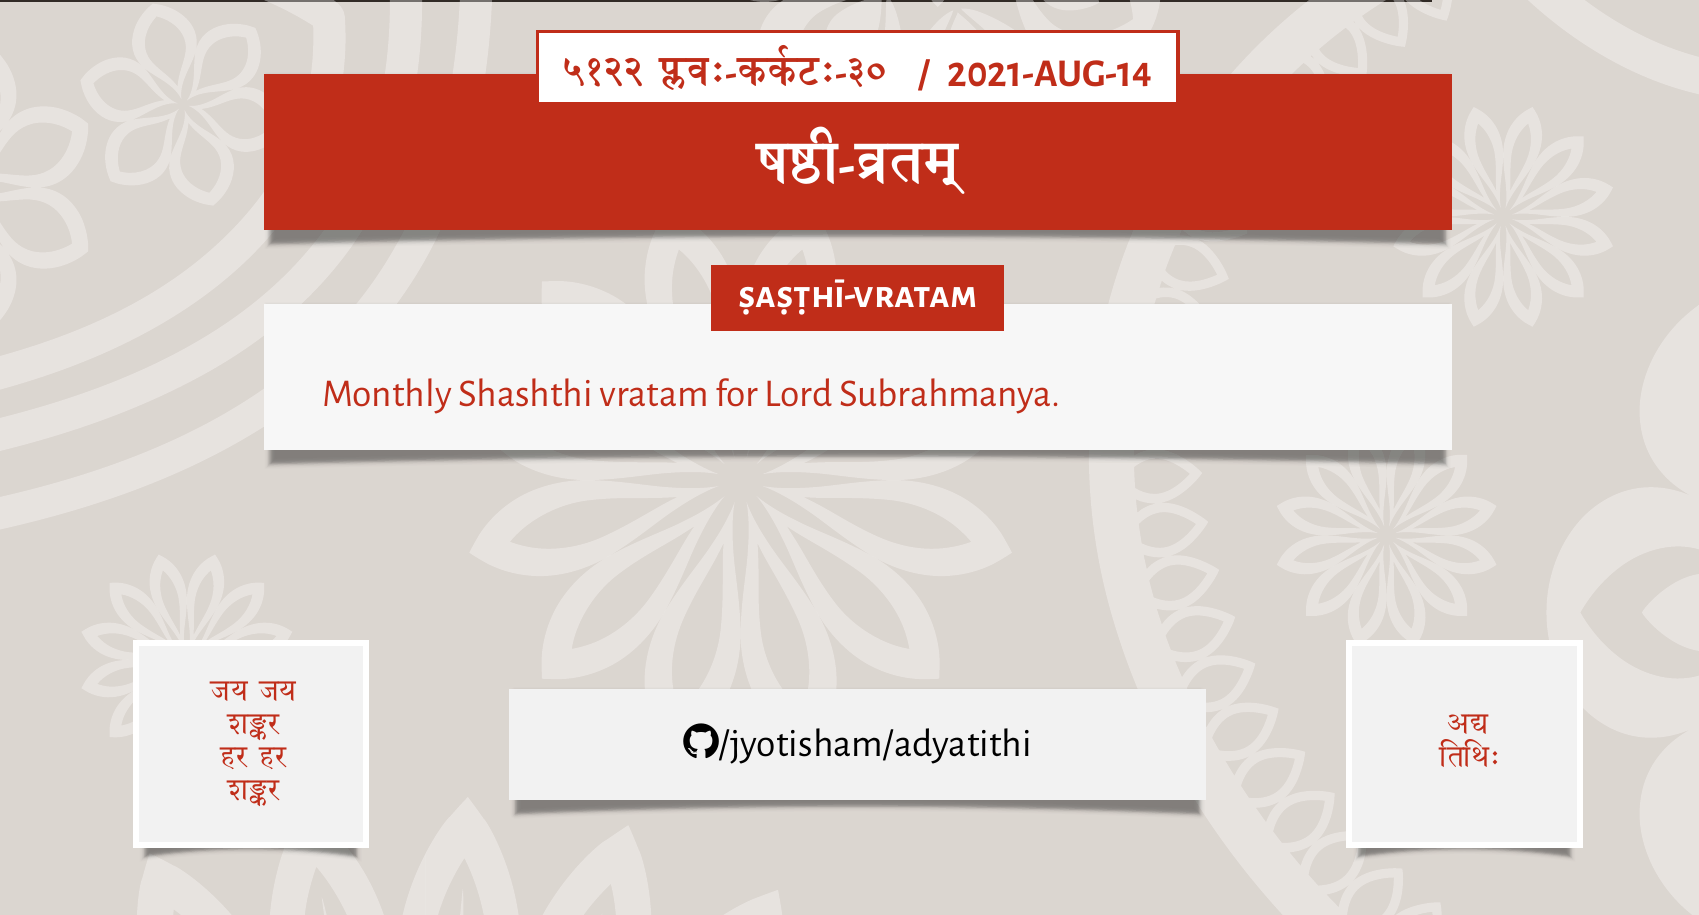 ५१२२ प्लवः-कर्कटः-३० / 2021-AUG-14
षष्ठी-व्रतम्
ṢAṢṬHĪ-VRATAM
Monthly Shashthi vratam for Lord Subrahmanya.
जय जय
शङ्कर
हर हर
शङ्कर
/jyotisham/adyatithi
अद्य
तिथिः